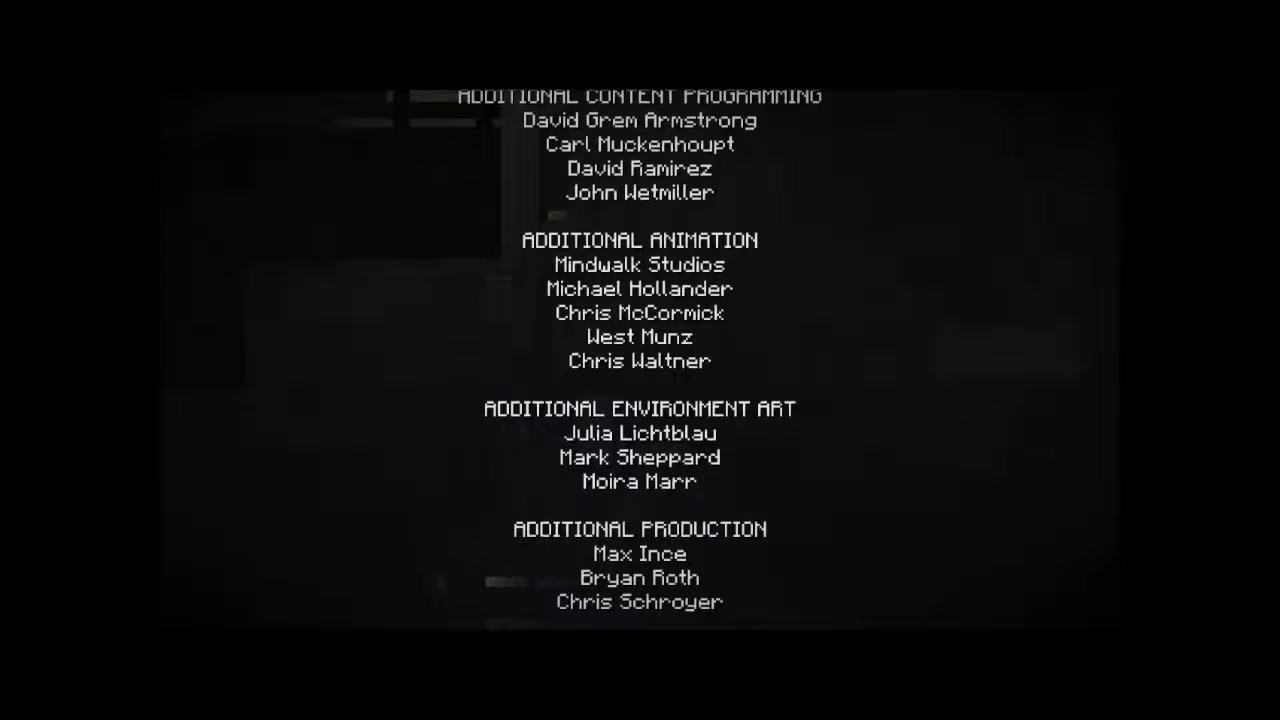 ADDITIONAL CONTENT PROGRAMMING
David Grem Armstrong
Carl Muckenhoupt
David Ramirez
John Wetmiller
ADDITIONAL ANIMATION
Mindwalk Studios
Michael Hollander
Chris McCormick
West Munz
Chris Waltner
ADDITIONAL ENVIRONMENT ART
Julia Lichtblau
Mark Sheppard
Moira Marr
ADDITIONAL PRODUCTION
Max Ince
Bryan Roth
Chris Schroyer